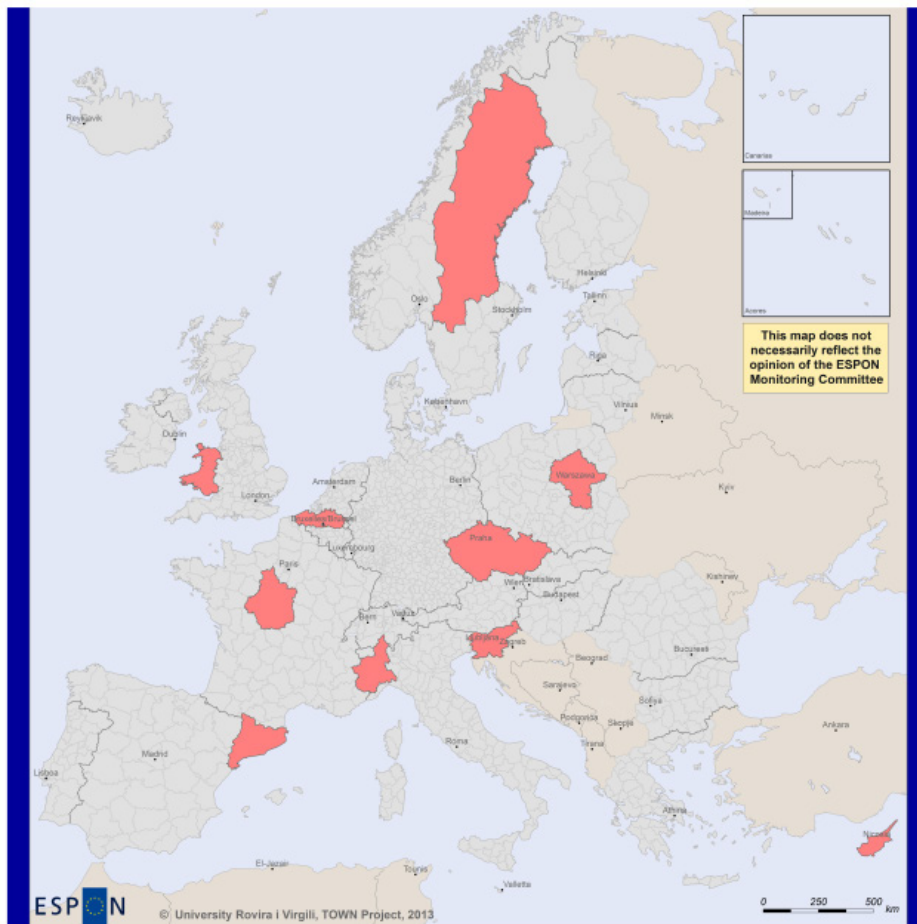 Reykjavik
Canarias
Madeira
Acores
This map does not
necessarily reflect the
opinion of the ESPON
Monitoring Committee
Helsinki
Oslo
Tallinn
Stockholm
Riga
København
Vilnius
Minsk
Dublin
Amsterdam
Berlin
Warszawa
London
Kyiv
Bruxelles/Brussel
Praha
Luxembourg
Paris
Wien
Bratislava
Kishinev
Budapest
Bern
Vaduz
Ljubljana
Zagreb
Beograd
Bucuresti
Sarajevo
Sofiya
Podgorica
Skopje
Ankara
Madrid
Roma
Tirana
Lisboa
Athina
Nicosia
El-Jazair
Tounis
Valletta
ESPON
© University Rovira i Virgili, TOWN Project, 2013
0 250 500
km